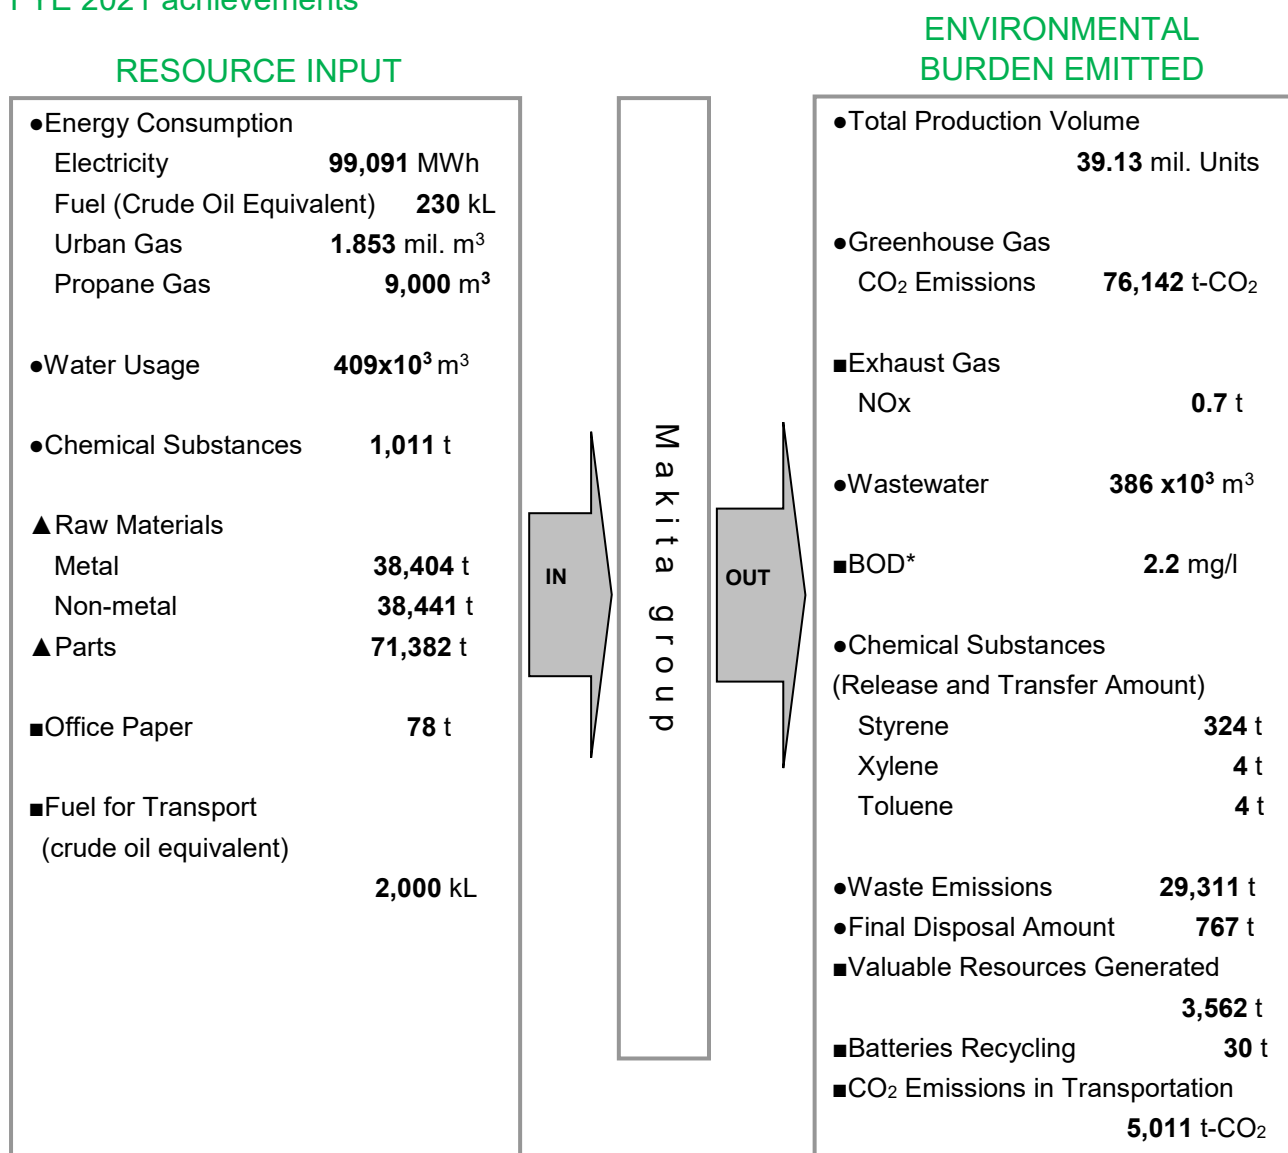 FYE 2021 achievements
RESOURCE INPUT
●Energy Consumption
Electricity 99,091 MWh
Fuel (Crude Oil Equivalent) 230 kL
Urban Gas 1.853 mil. m³
Propane Gas 9,000 m³
●Water Usage 409x10³ m³
●Chemical Substances 1,011 t
▲Raw Materials
Metal 38,404 t
Non-metal 38,441 t
▲Parts 71,382 t
■Office Paper 78 t
■Fuel for Transport
(crude oil equivalent)
2,000 kL
IN
Makita group
OUT
ENVIRONMENTAL
BURDEN EMITTED
●Total Production Volume
39.13 mil. Units
●Greenhouse Gas
CO₂ Emissions 76,142 t-CO₂
■Exhaust Gas
NOx 0.7 t
●Wastewater 386 x10³ m³
■BOD* 2.2 mg/l
●Chemical Substances
(Release and Transfer Amount)
Styrene 324 t
Xylene 4 t
Toluene 4 t
●Waste Emissions 29,311 t
●Final Disposal Amount 767 t
■Valuable Resources Generated
3,562 t
■Batteries Recycling 30 t
■CO₂ Emissions in Transportation
5,011 t-CO₂